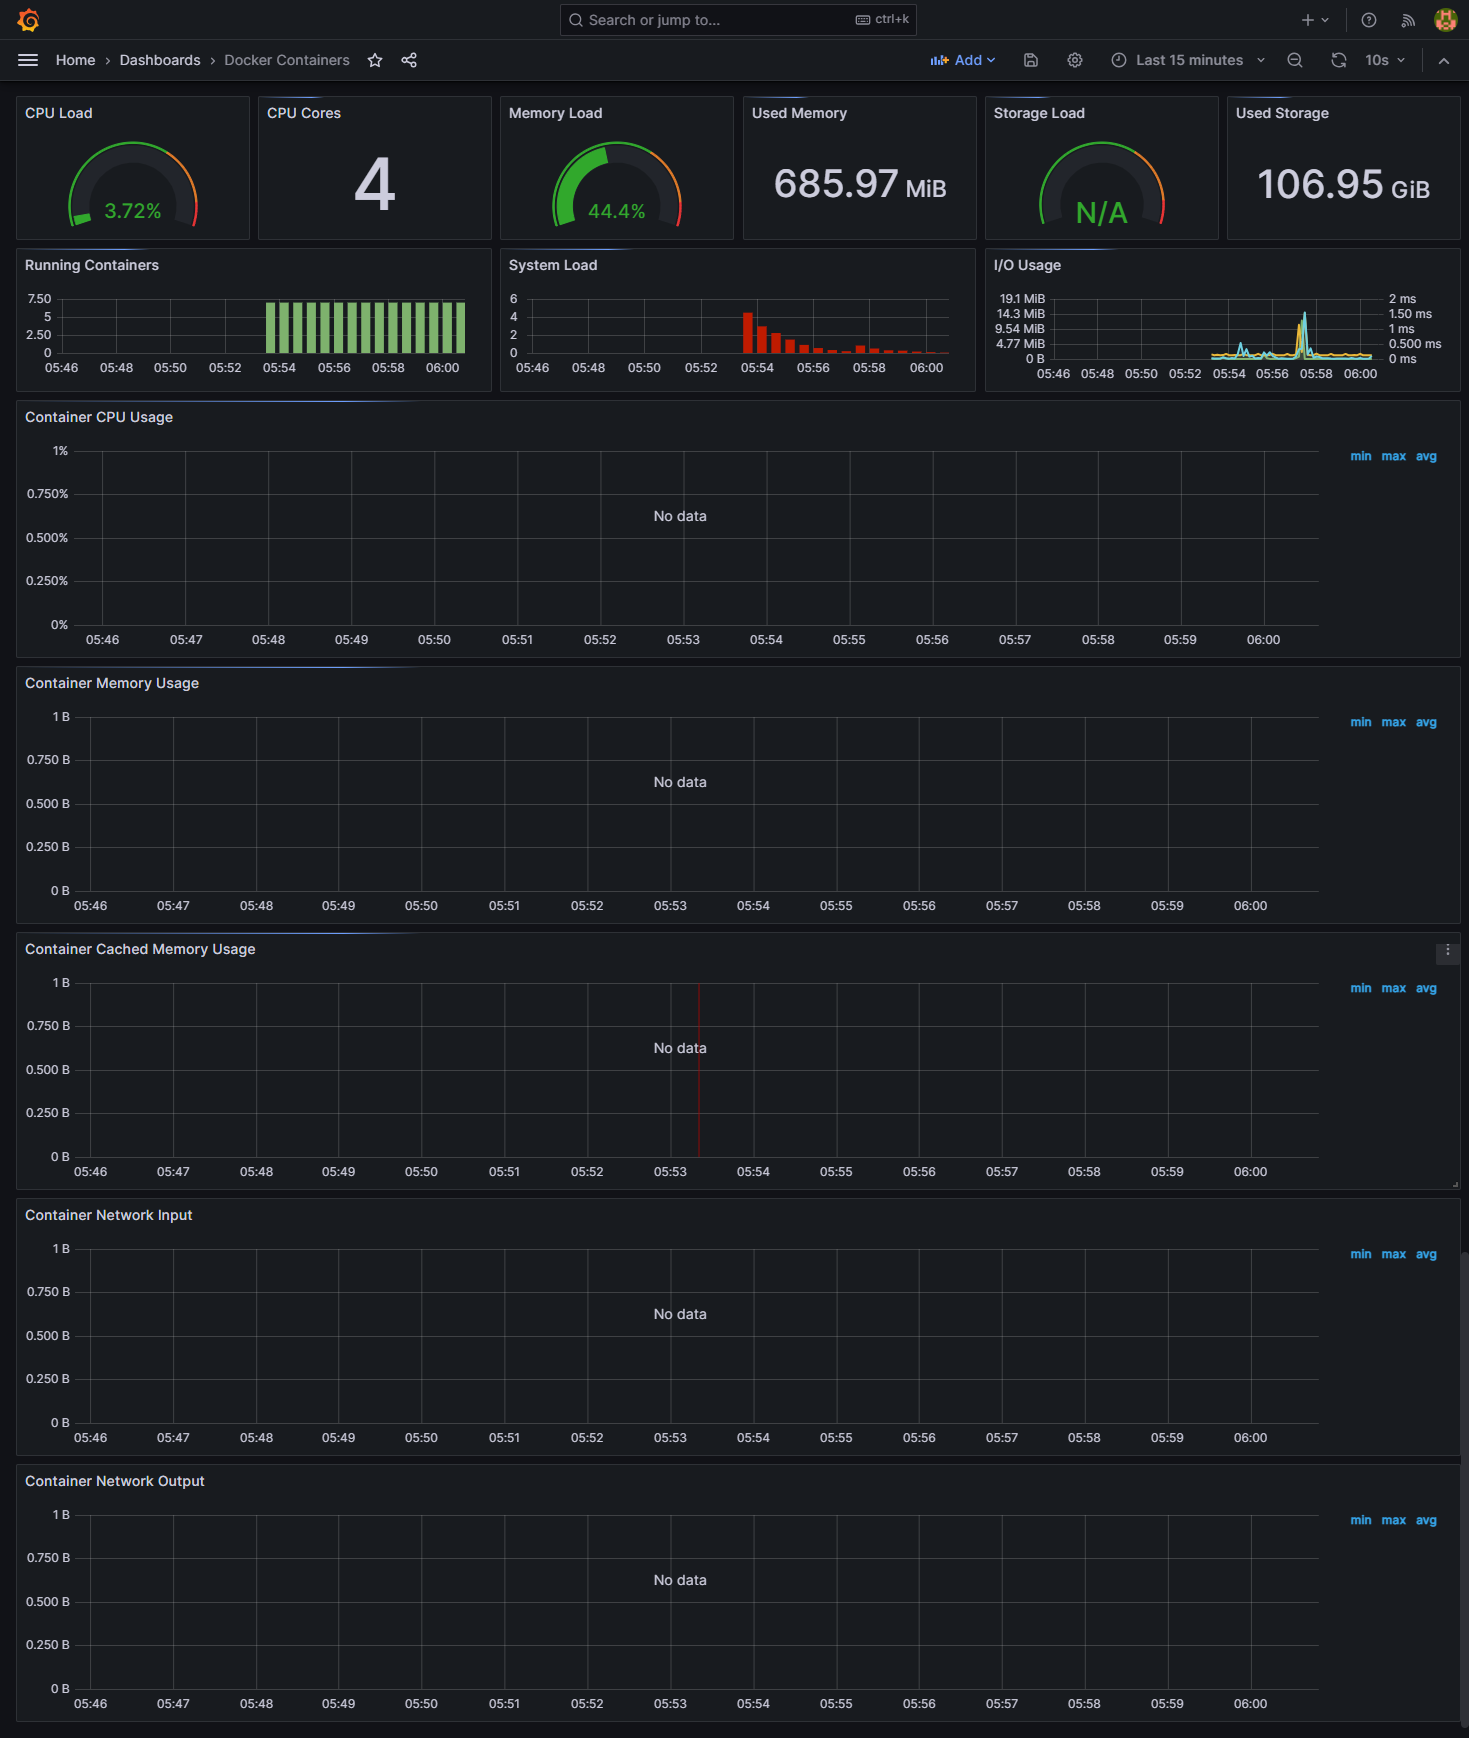 Search or jump to... ctrl+k
Home › Dashboards › Docker Containers Add Last 15 minutes 10s
CPU Load
3.72%
CPU Cores
4
Memory Load
44.4%
Used Memory
685.97 MiB
Storage Load
N/A
Used Storage
106.95 GiB
Running Containers
7.50
5
2.50
0
05:46 05:48 05:50 05:52 05:54 05:56 05:58 06:00
System Load
6
4
2
0
05:46 05:48 05:50 05:52 05:54 05:56 05:58 06:00
I/O Usage
19.1 MiB 2 ms
14.3 MiB 1.50 ms
9.54 MiB 1 ms
4.77 MiB 0.500 ms
0 B 0 ms
05:46 05:48 05:50 05:52 05:54 05:56 05:58 06:00
Container CPU Usage
1%
min max avg
0.750%
No data
0.500%
0.250%
0%
05:46 05:47 05:48 05:49 05:50 05:51 05:52 05:53 05:54 05:55 05:56 05:57 05:58 05:59 06:00
Container Memory Usage
1 B
min max avg
0.750 B
No data
0.500 B
0.250 B
0 B
05:46 05:47 05:48 05:49 05:50 05:51 05:52 05:53 05:54 05:55 05:56 05:57 05:58 05:59 06:00
Container Cached Memory Usage
1 B
min max avg
0.750 B
No data
0.500 B
0.250 B
0 B
05:46 05:47 05:48 05:49 05:50 05:51 05:52 05:53 05:54 05:55 05:56 05:57 05:58 05:59 06:00
Container Network Input
1 B
min max avg
0.750 B
No data
0.500 B
0.250 B
0 B
05:46 05:47 05:48 05:49 05:50 05:51 05:52 05:53 05:54 05:55 05:56 05:57 05:58 05:59 06:00
Container Network Output
1 B
min max avg
0.750 B
No data
0.500 B
0.250 B
0 B
05:46 05:47 05:48 05:49 05:50 05:51 05:52 05:53 05:54 05:55 05:56 05:57 05:58 05:59 06:00